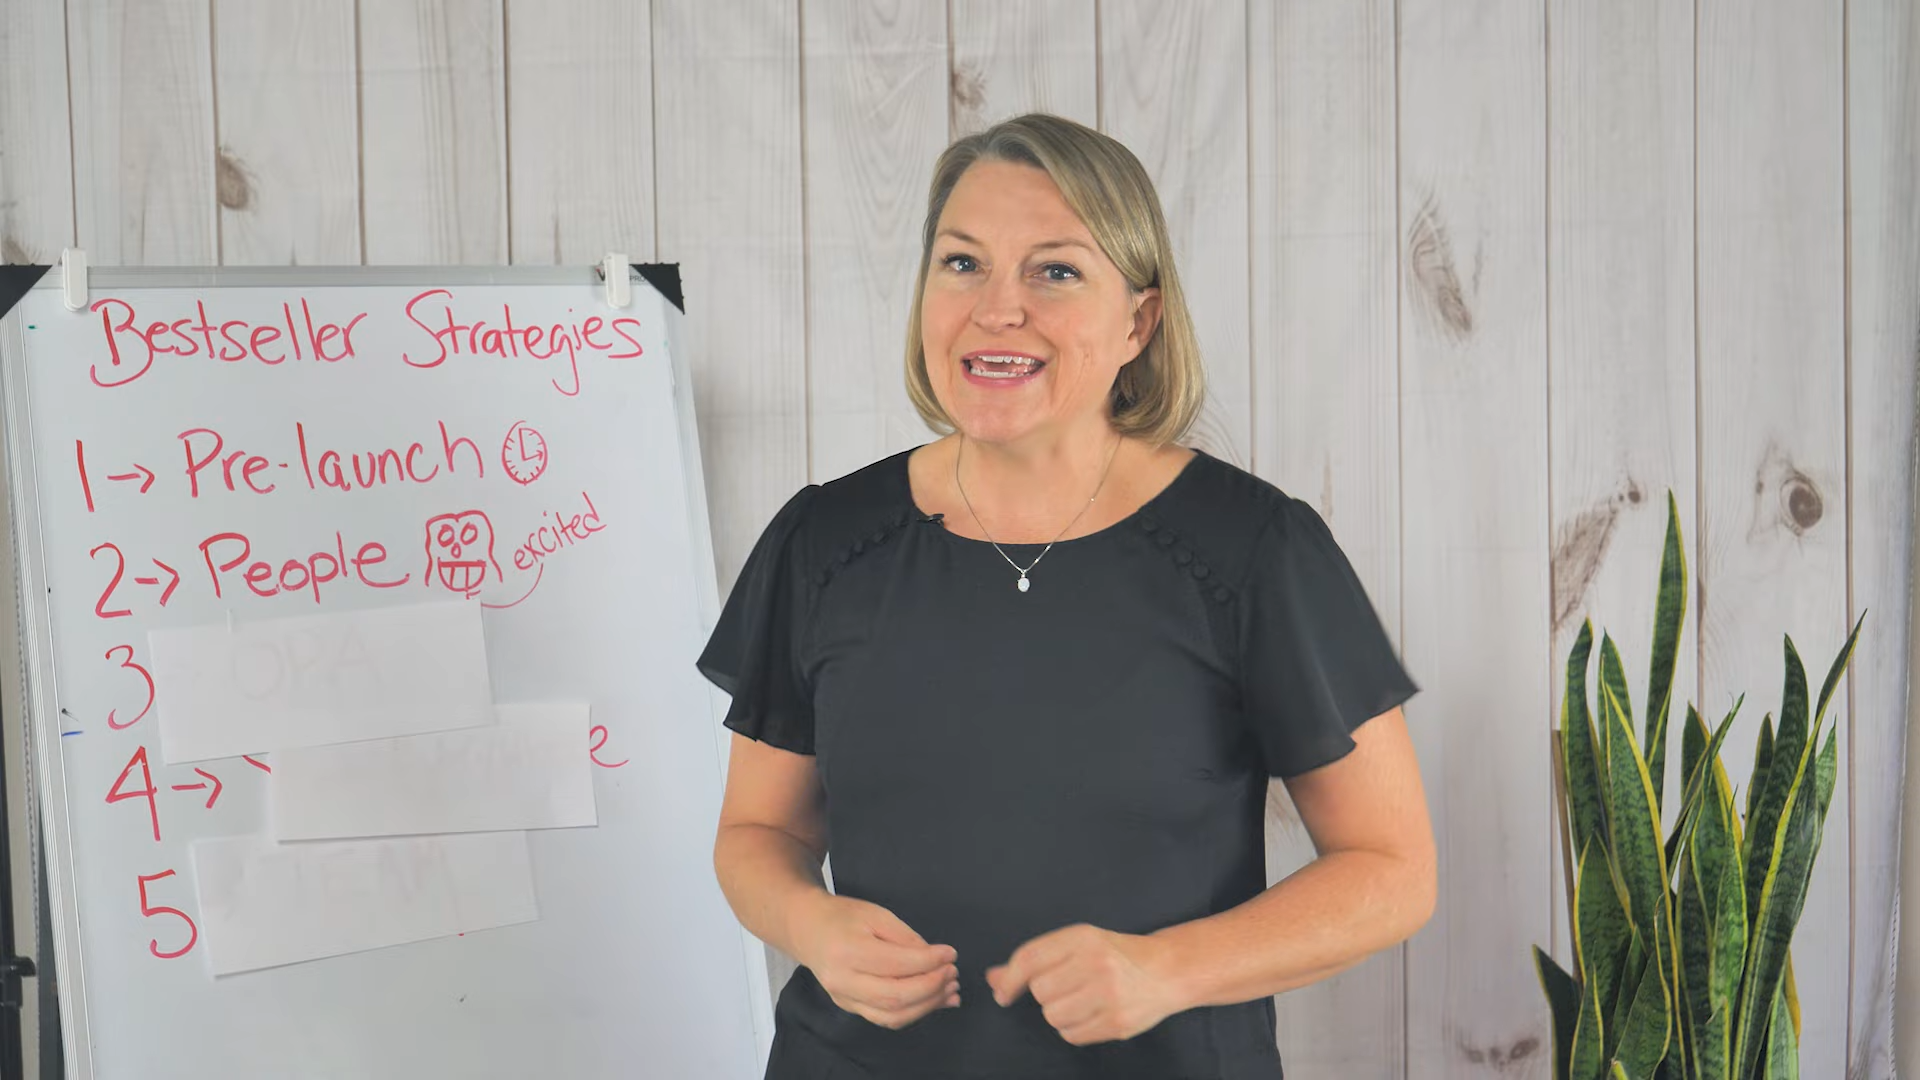 Bestseller Strategies
1 → Pre-launch
2 → People excited
3
4 →
5